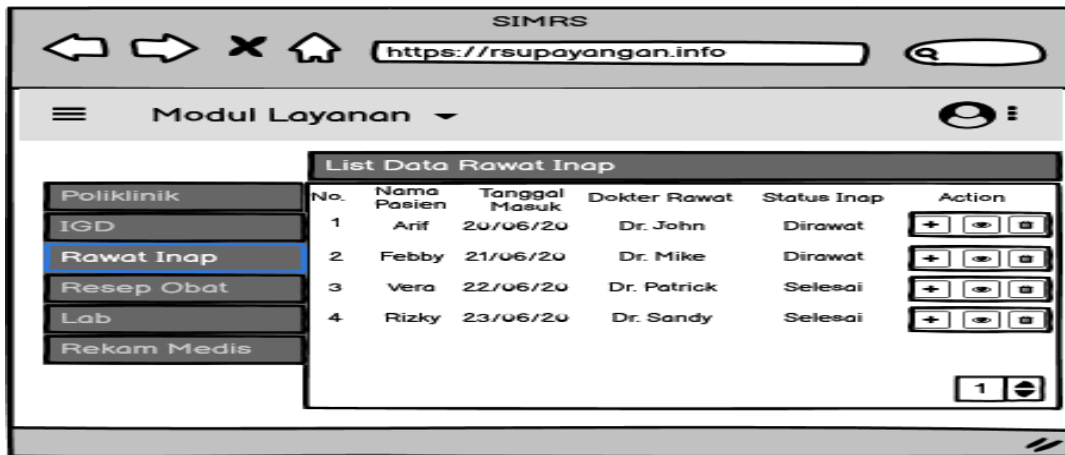 SIMRS
https://rsupayangan.info
Modul Layanan
Poliklinik
IGD
Rawat Inap
Resep Obat
Lab
Rekam Medis
List Data Rawat Inap
No. Nama Pasien Tanggal Masuk Dokter Rawat Status Inap Action
1 Arif 20/06/20 Dr. John Dirawat
2 Febby 21/06/20 Dr. Mike Dirawat
3 Vera 22/06/20 Dr. Patrick Selesai
4 Rizky 23/06/20 Dr. Sandy Selesai
1